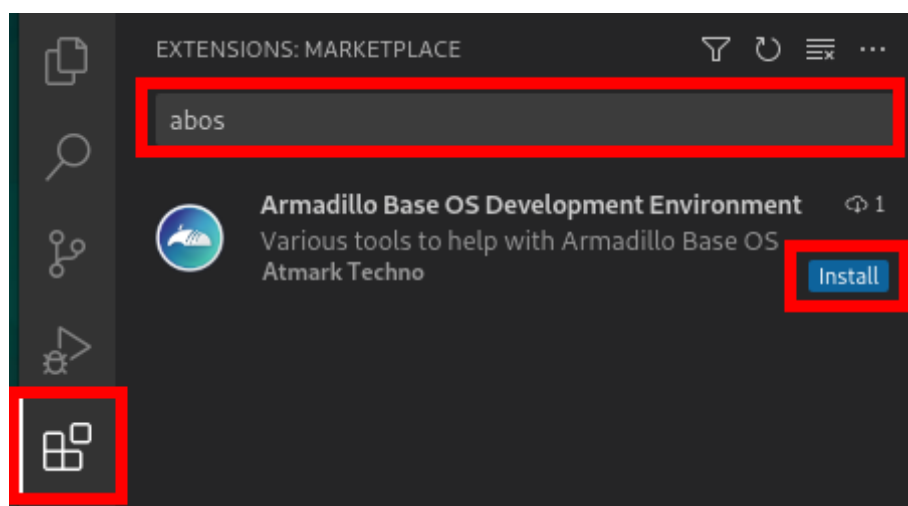 EXTENSIONS: MARKETPLACE
abos
Armadillo Base OS Development Environment 1
Various tools to help with Armadillo Base OS
Atmark Techno
Install